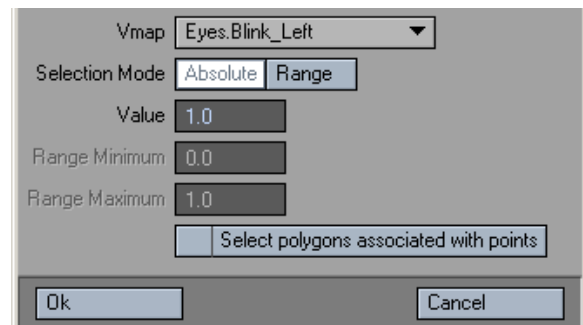 Vmap Eyes.Blink_Left
Selection Mode Absolute Range
Value 1.0
Range Minimum 0.0
Range Maximum 1.0
Select polygons associated with points
Ok Cancel